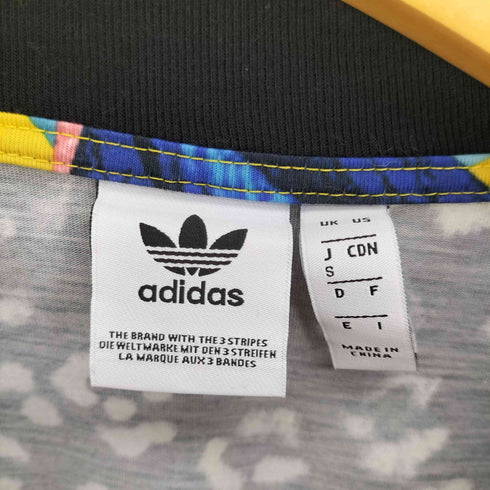 adidas
THE BRAND WITH THE 3 STRIPES
DIE WELTMARKE MIT DEN 3 STREIFEN
LA MARQUE AUX 3 BANDES
UK US
J CDN
S
D F
E I
MADE IN
CHINA